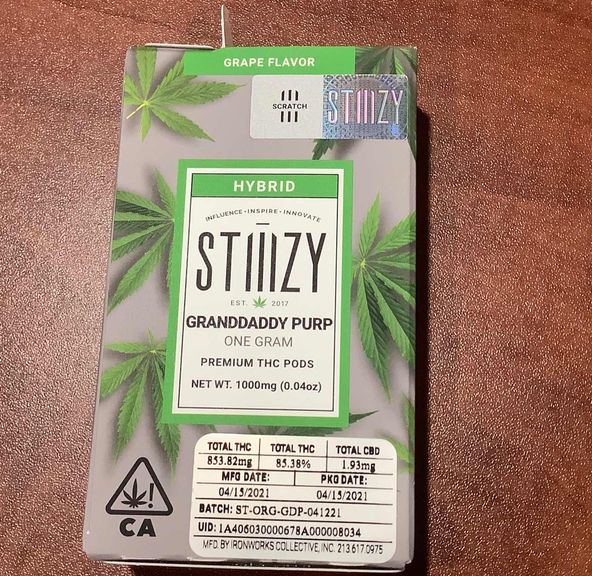 GRAPE FLAVOR
SCRATCH
STIIIZY
HYBRID
INFLUENCE • INSPIRE • INNOVATE
STIIIZY
EST. 2017
GRANDDADDY PURP
ONE GRAM
PREMIUM THC PODS
NET WT. 1000mg (0.04oz)
TOTAL THC TOTAL THC TOTAL CBD
853.82mg 85.38% 1.93mg
MFG DATE: PKG DATE:
04/15/2021 04/15/2021
BATCH: ST-ORG-GDP-041221
UID: 1A406030000678A000008034
MFD. BY IRONWORKS COLLECTIVE, INC. 213.617.0975
CA